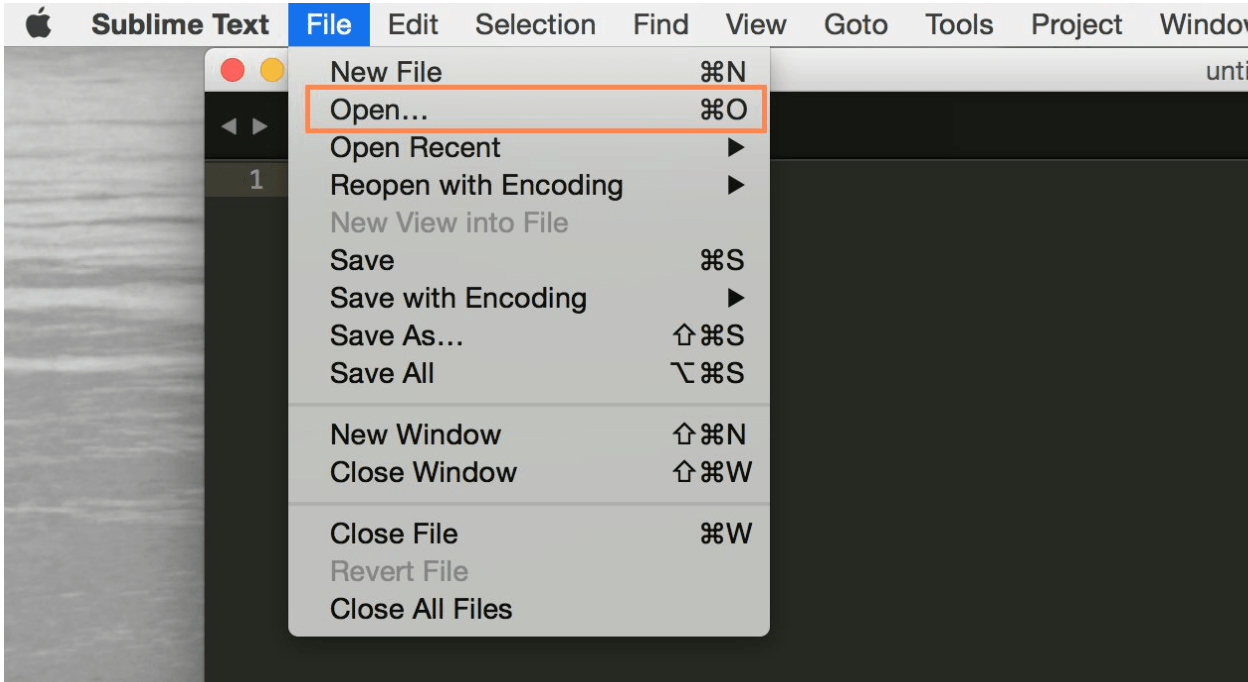 Sublime Text File Edit Selection Find View Goto Tools Project Window
unti
New File ⌘N
Open... ⌘O
Open Recent ▶
Reopen with Encoding ▶
1
New View into File
Save ⌘S
Save with Encoding ▶
Save As... ⇧⌘S
Save All ⌥⌘S
New Window ⇧⌘N
Close Window ⇧⌘W
Close File ⌘W
Revert File
Close All Files